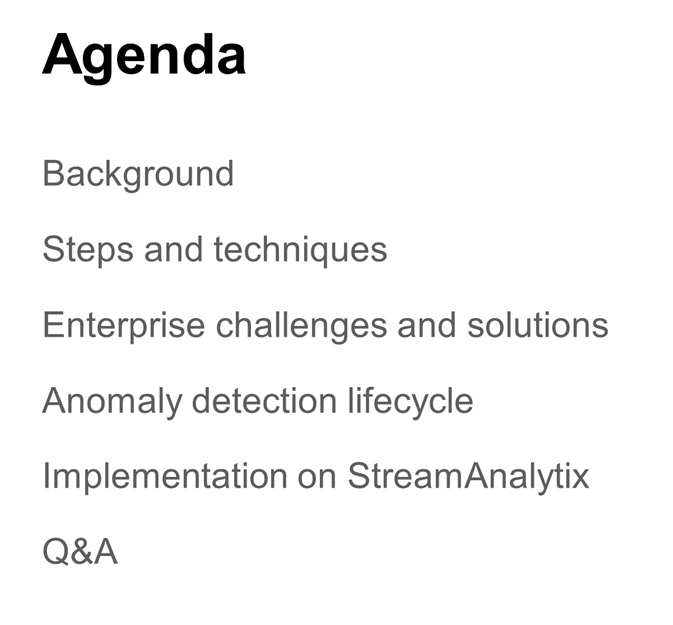 Agenda
Background
Steps and techniques
Enterprise challenges and solutions
Anomaly detection lifecycle
Implementation on StreamAnalytix
Q&A